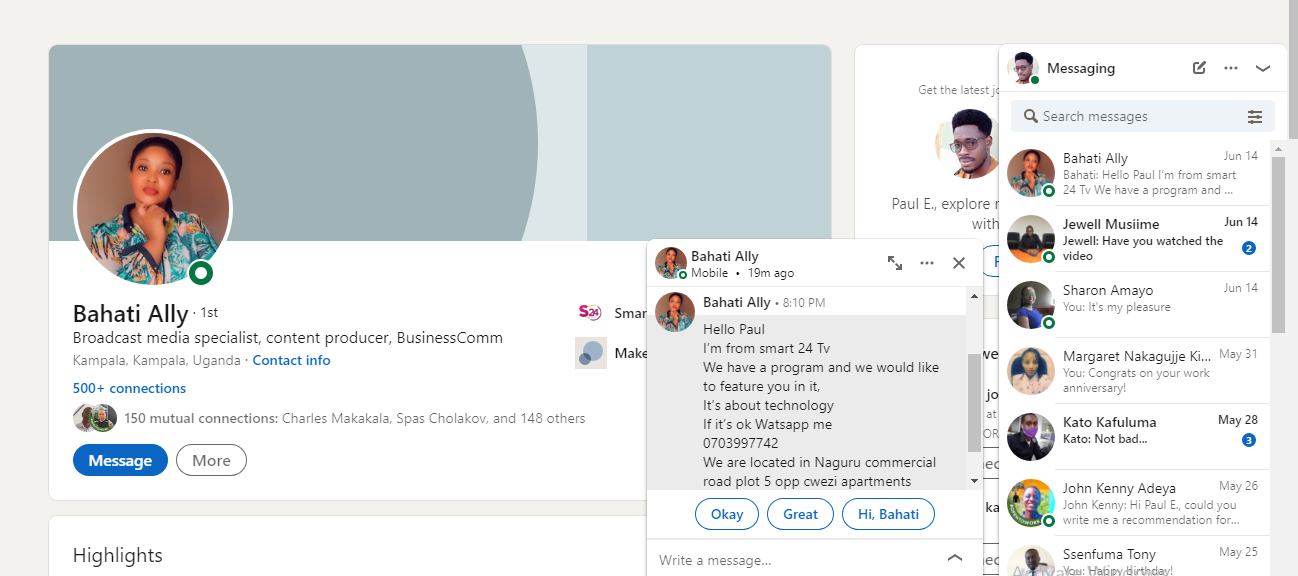 Bahati Ally · 1st
Broadcast media specialist, content producer, BusinessComm
Kampala, Kampala, Uganda · Contact info
500+ connections
150 mutual connections: Charles Makakala, Spas Cholakov, and 148 others
Message
More
Highlights
S24
Smar
Make
Get the latest jo
Paul E., explore r
with
Bahati Ally
Mobile • 19m ago
Bahati Ally • 8:10 PM
Hello Paul
I'm from smart 24 Tv
We have a program and we would like
to feature you in it,
It's about technology
If it's ok Watsapp me
0703997742
We are located in Naguru commercial
road plot 5 opp cwezi apartments
Okay
Great
Hi, Bahati
Write a message...
Messaging
Search messages
Bahati Ally
Jun 14
Bahati: Hello Paul I'm from smart
24 Tv We have a program and ...
Jewell Musiime
Jun 14
Jewell: Have you watched the
video
2
Sharon Amayo
Jun 14
You: It's my pleasure
Margaret Nakagujje Ki...
May 31
You: Congrats on your work
anniversary!
Kato Kafuluma
May 28
Kato: Not bad...
3
John Kenny Adeya
May 26
John Kenny: Hi Paul E., could you
write me a recommendation for...
Ssenfuma Tony
May 25
You: Happy birthday!